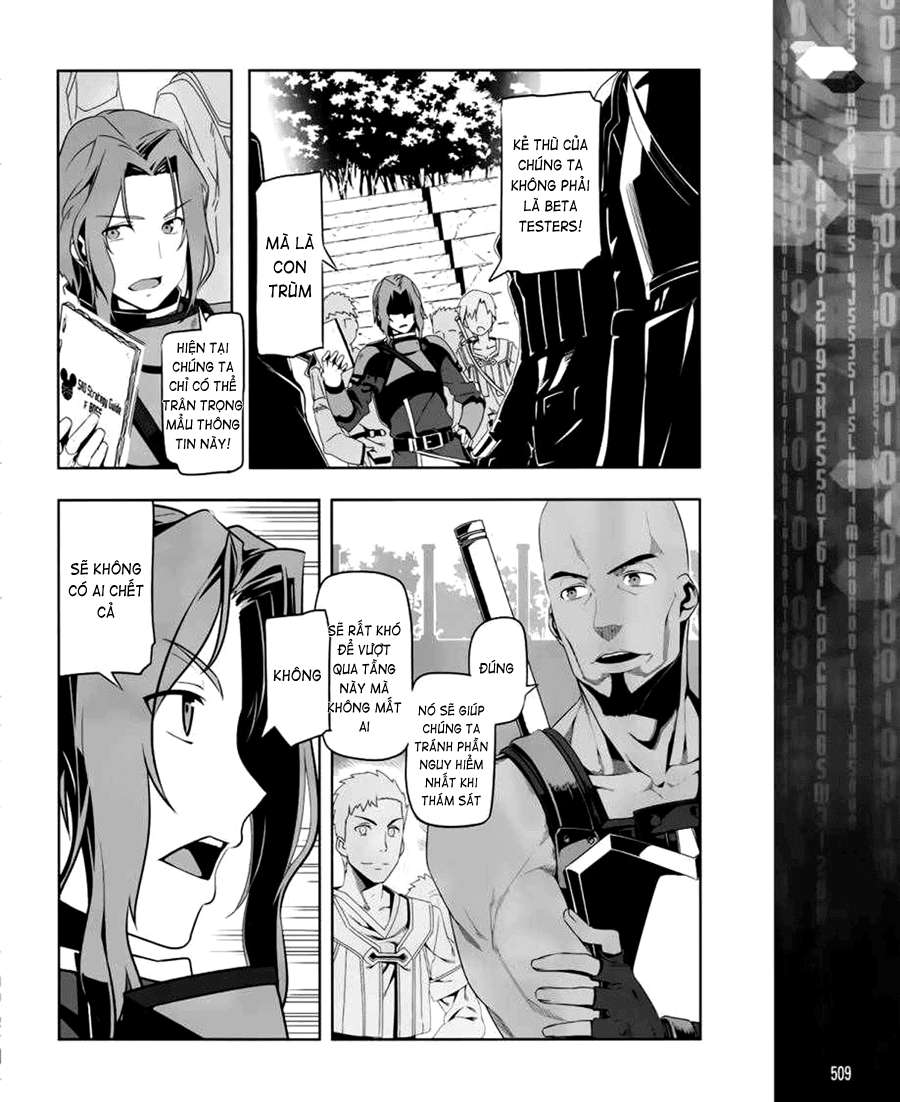 KẺ THÙ CỦA
CHÚNG TA
KHÔNG PHẢI
LÀ BETA
TESTERS!
MÀ LÀ
CON
TRÙM
HIỆN TẠI
CHÚNG TA
CHỈ CÓ THỂ
TRÂN TRỌNG
MẨU THÔNG
TIN NÀY!
SAO Strategy Guide
BOSS
ĐÚNG
NÓ SẼ GIÚP
CHÚNG TA
TRÁNH PHẦN
NGUY HIỂM
NHẤT KHI
THÁM SÁT
SẼ RẤT KHÓ
ĐỂ VƯỢT
QUA TẦNG
NÀY MÀ
KHÔNG MẤT
AI
KHÔNG
SẼ KHÔNG
CÓ AI CHẾT
CẢ
509